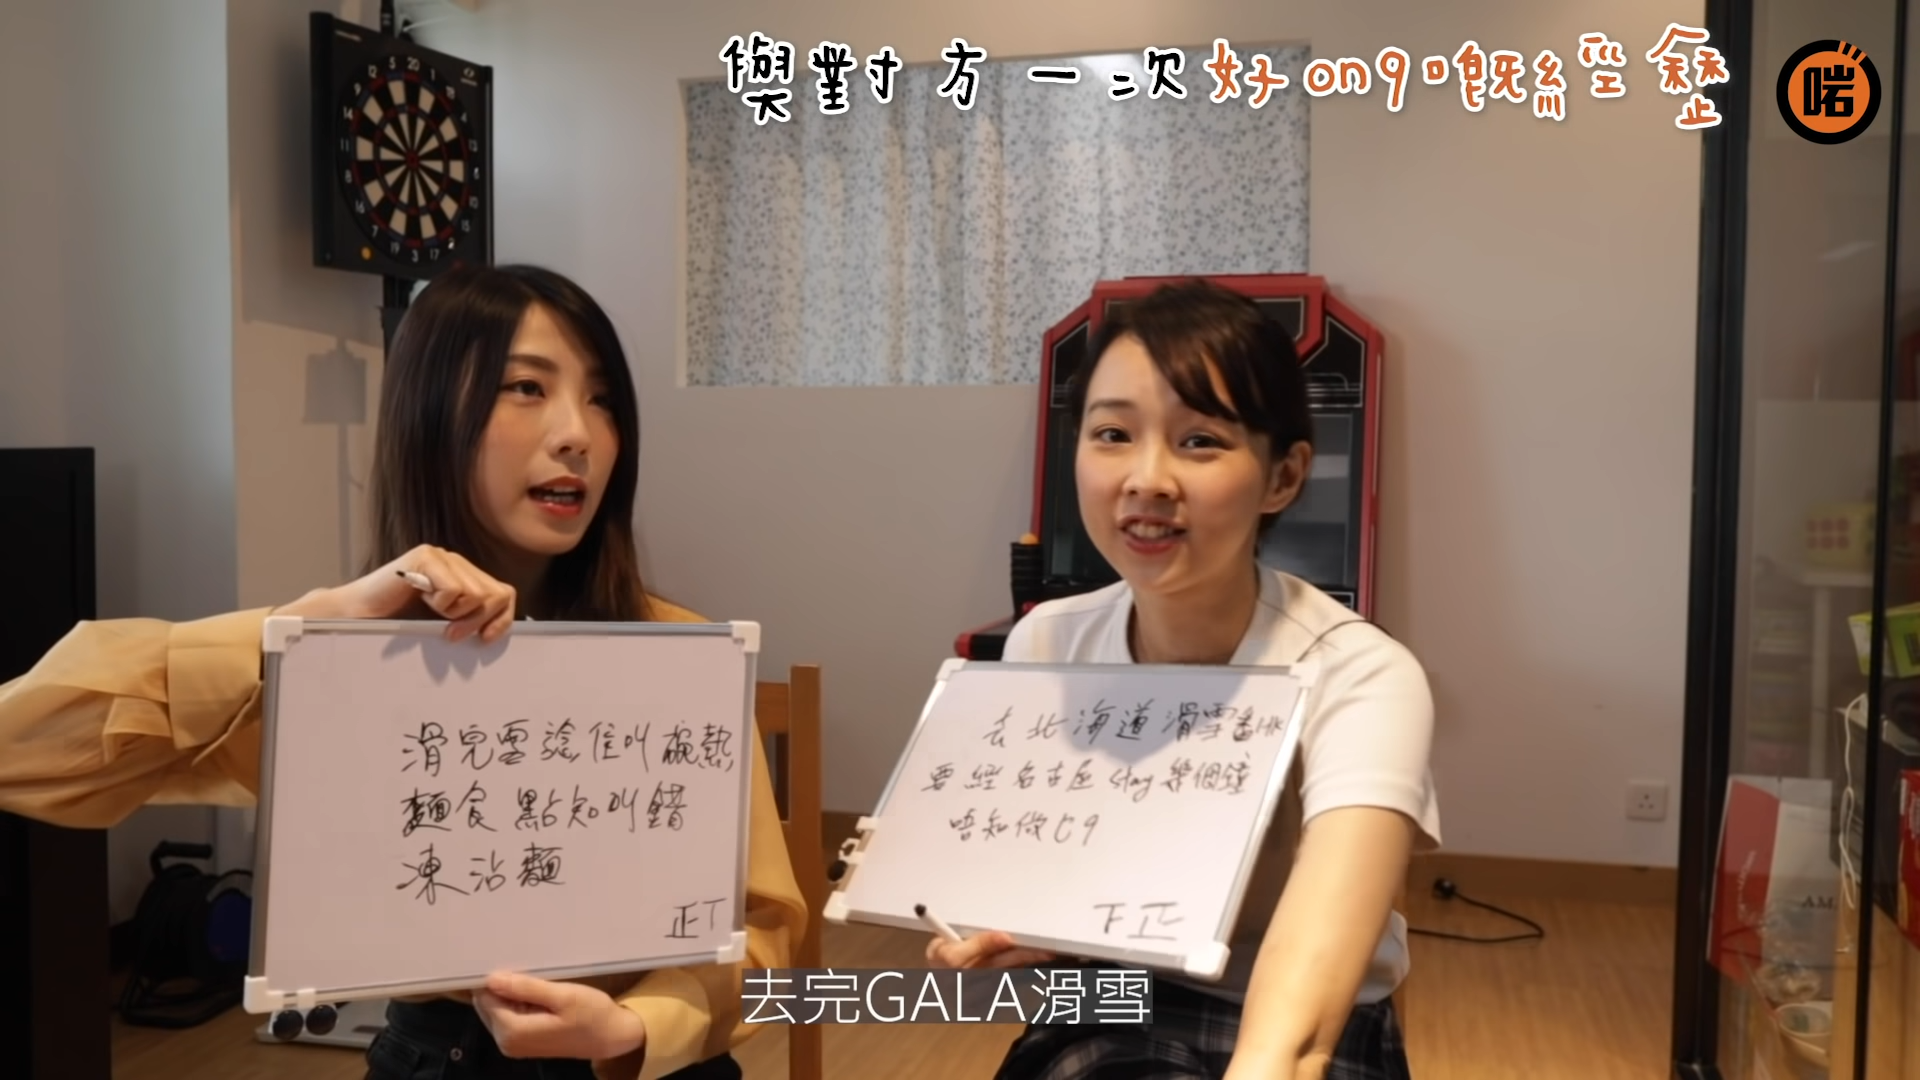 與對方一次好on9嘅經歷
啱
滑完雪諗住叫碗熱
麵食 點知叫錯
凍沾麵
正丁
去北海道滑雪番HK
要經名古屋stay幾個鐘
唔知做乜9
下正
去完GALA滑雪